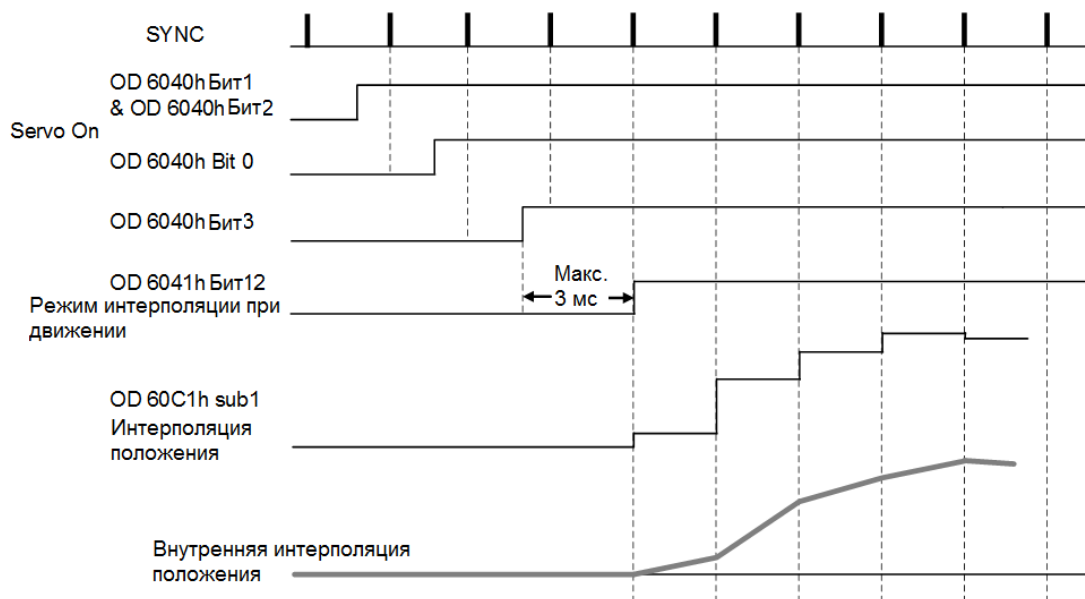 SYNC
OD 6040h Бит1
& OD 6040h Бит2
Servo On
OD 6040h Bit 0
OD 6040h Бит3
OD 6041h Бит12
Режим интерполяции при
движении
Макс.
3 мс
OD 60C1h sub1
Интерполяция
положения
Внутренняя интерполяция
положения